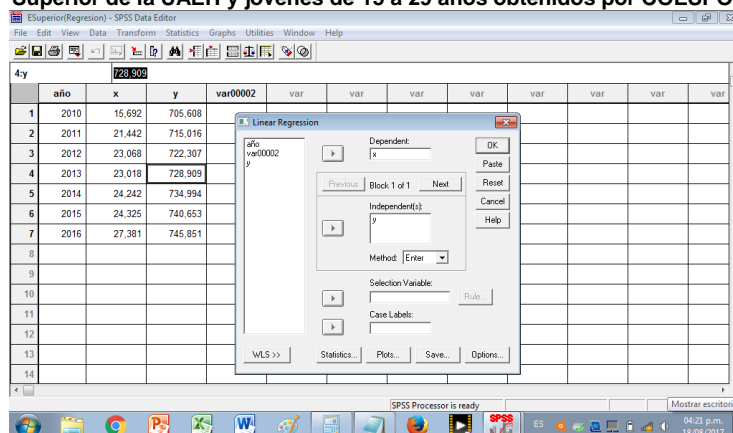 Superior de la UAEH y jóvenes de 15 a 29 años obtenidos por COESPO
ESuperior(Regresion) - SPSS Data Editor
File Edit View Data Transform Statistics Graphs Utilities Window Help
4:y 728,909
año x y var00002 var var var var var var var var
1 2010 15,692 705,608
2 2011 21,442 715,016
3 2012 23,068 722,307
4 2013 23,018 728,909
5 2014 24,242 734,994
6 2015 24,325 740,653
7 2016 27,381 745,851
8
9
10
11
12
13
14
Linear Regression
año
var00002
y
Dependent:
x
OK
Paste
Previous Block 1 of 1 Next
Reset
Cancel
Independent(s):
y
Help
Method: Enter
Selection Variable:
Rule...
Case Labels:
WLS >> Statistics... Plots... Save... Options...
SPSS Processor is ready
Mostrar escritori
SPSS
ES
04:21 p.m.
18/08/2017